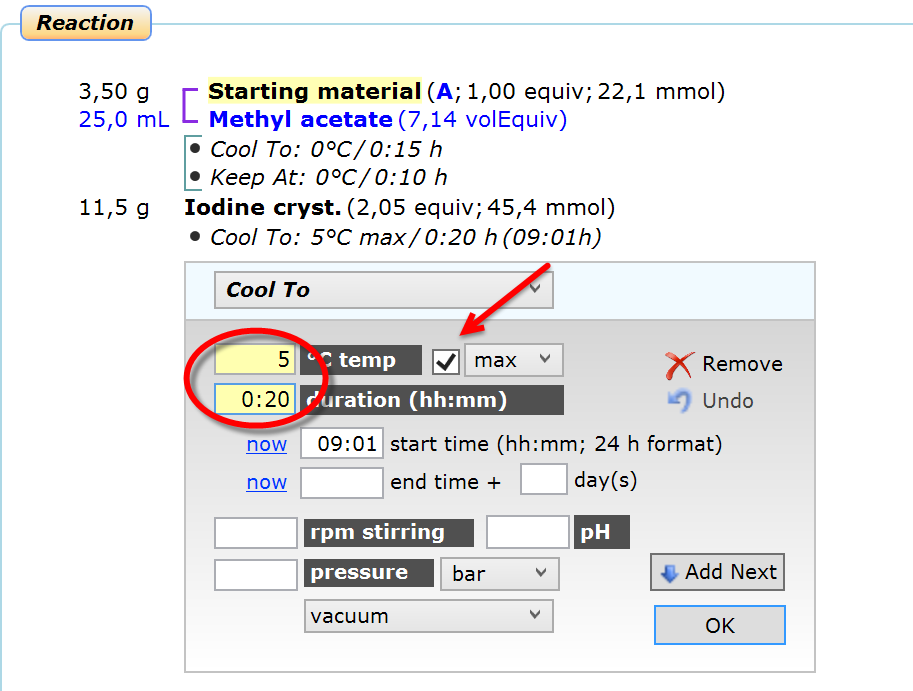 Reaction
3,50 g Starting material (A; 1,00 equiv; 22,1 mmol)
25,0 mL Methyl acetate (7,14 volEquiv)
• Cool To: 0°C / 0:15 h
• Keep At: 0°C / 0:10 h
11,5 g Iodine cryst. (2,05 equiv; 45,4 mmol)
• Cool To: 5°C max / 0:20 h (09:01h)
Cool To
5 °C temp max Remove
0:20 duration (hh:mm) Undo
now 09:01 start time (hh:mm; 24 h format)
now end time + day(s)
rpm stirring pH
pressure bar Add Next
vacuum OK